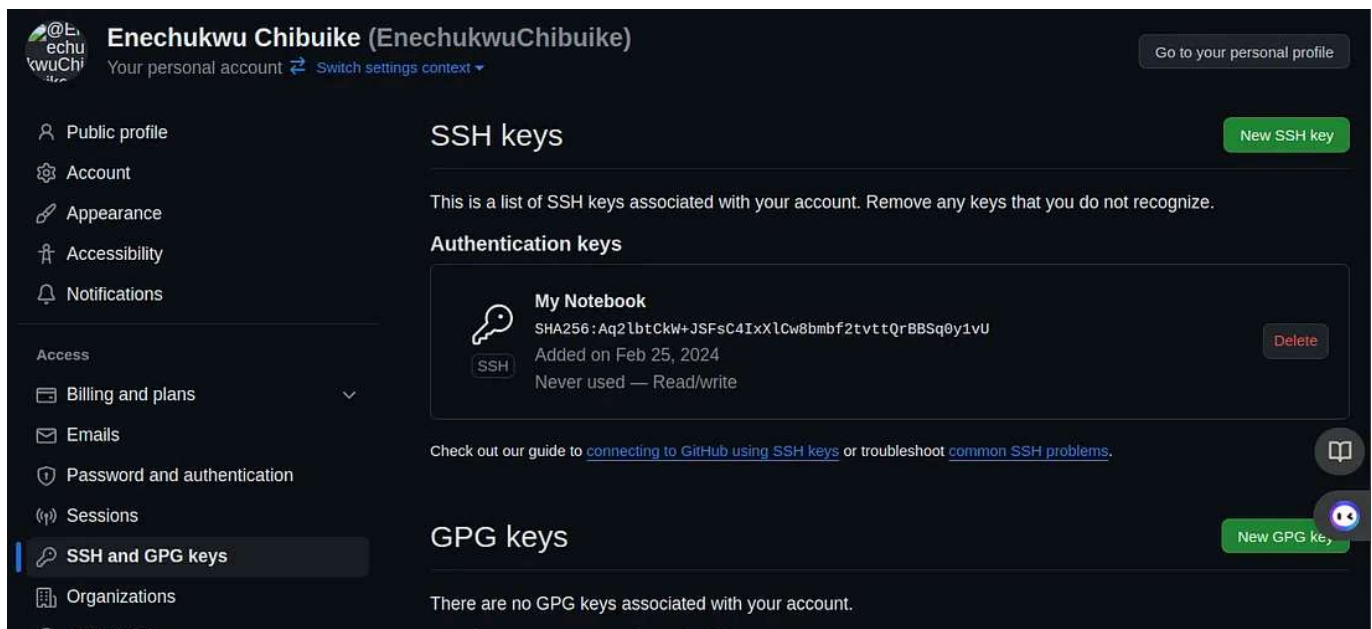 @E.
echu
kwuChi
ike
Enechukwu Chibuike (EnechukwuChibuike)
Your personal account Switch settings context
Go to your personal profile
Public profile
Account
Appearance
Accessibility
Notifications
Access
Billing and plans
Emails
Password and authentication
Sessions
SSH and GPG keys
Organizations
SSH keys
New SSH key
This is a list of SSH keys associated with your account. Remove any keys that you do not recognize.
Authentication keys
My Notebook
SHA256:Aq2lbtCkW+JSFsC4IxXlCw8bmbf2tvttQrBBSq0y1vU
Added on Feb 25, 2024
Never used — Read/write
SSH
Delete
Check out our guide to connecting to GitHub using SSH keys or troubleshoot common SSH problems.
GPG keys
New GPG key
There are no GPG keys associated with your account.